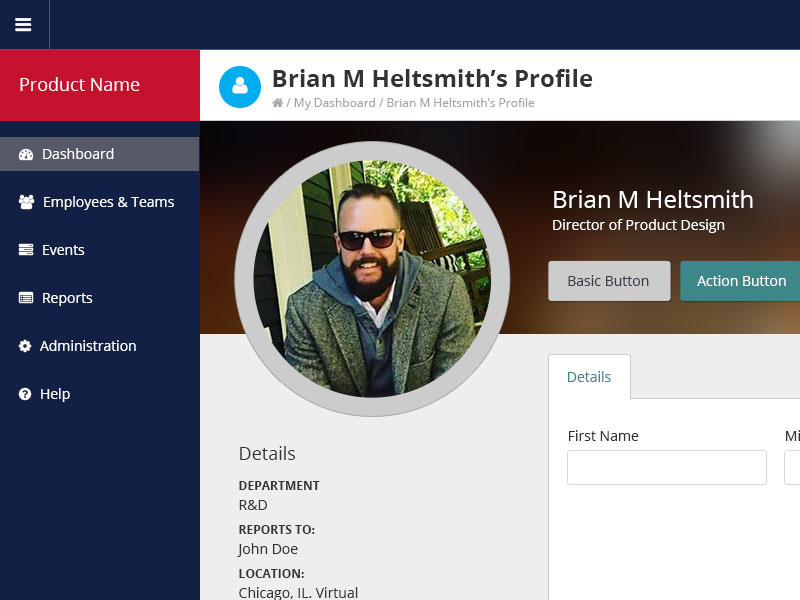 Product Name
Brian M Heltsmith’s Profile
/ My Dashboard / Brian M Heltsmith's Profile
Dashboard
Employees & Teams
Events
Reports
Administration
Help
Brian M Heltsmith
Director of Product Design
Basic Button
Action Button
Details
DEPARTMENT
R&D
REPORTS TO:
John Doe
LOCATION:
Chicago, IL. Virtual
Details
First Name
Mi